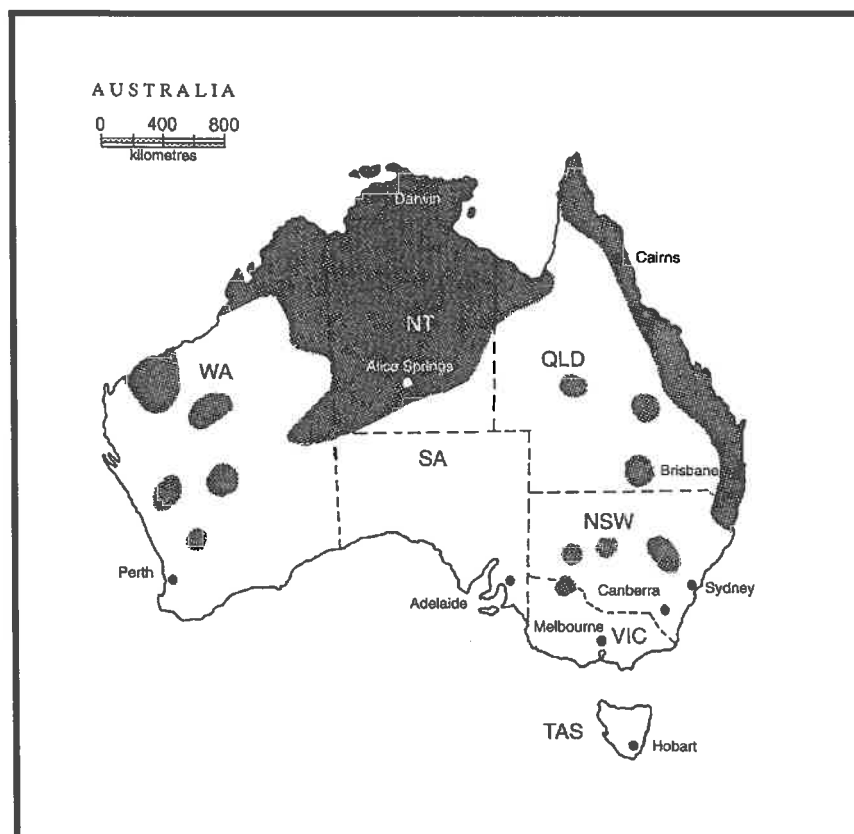 AUSTRALIA
0 400 800
kilometres
Darwin
Cairns
NT
WA
QLD
Alice Springs
SA
Brisbane
NSW
Perth
Adelaide
Canberra
Sydney
Melbourne
VIC
TAS
Hobart